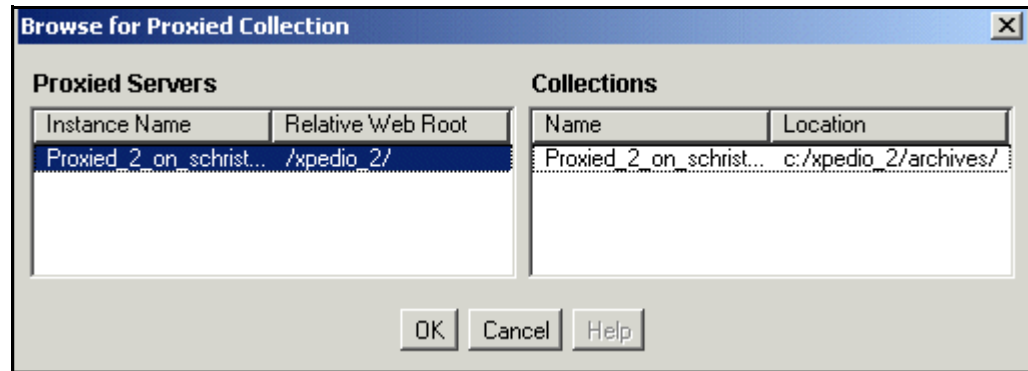 Browse for Proxied Collection
Proxied Servers
Instance Name Relative Web Root
Proxied_2_on_schrist... /xpedio_2/
Collections
Name Location
Proxied_2_on_schrist... c:/xpedio_2/archives/
OK Cancel Help